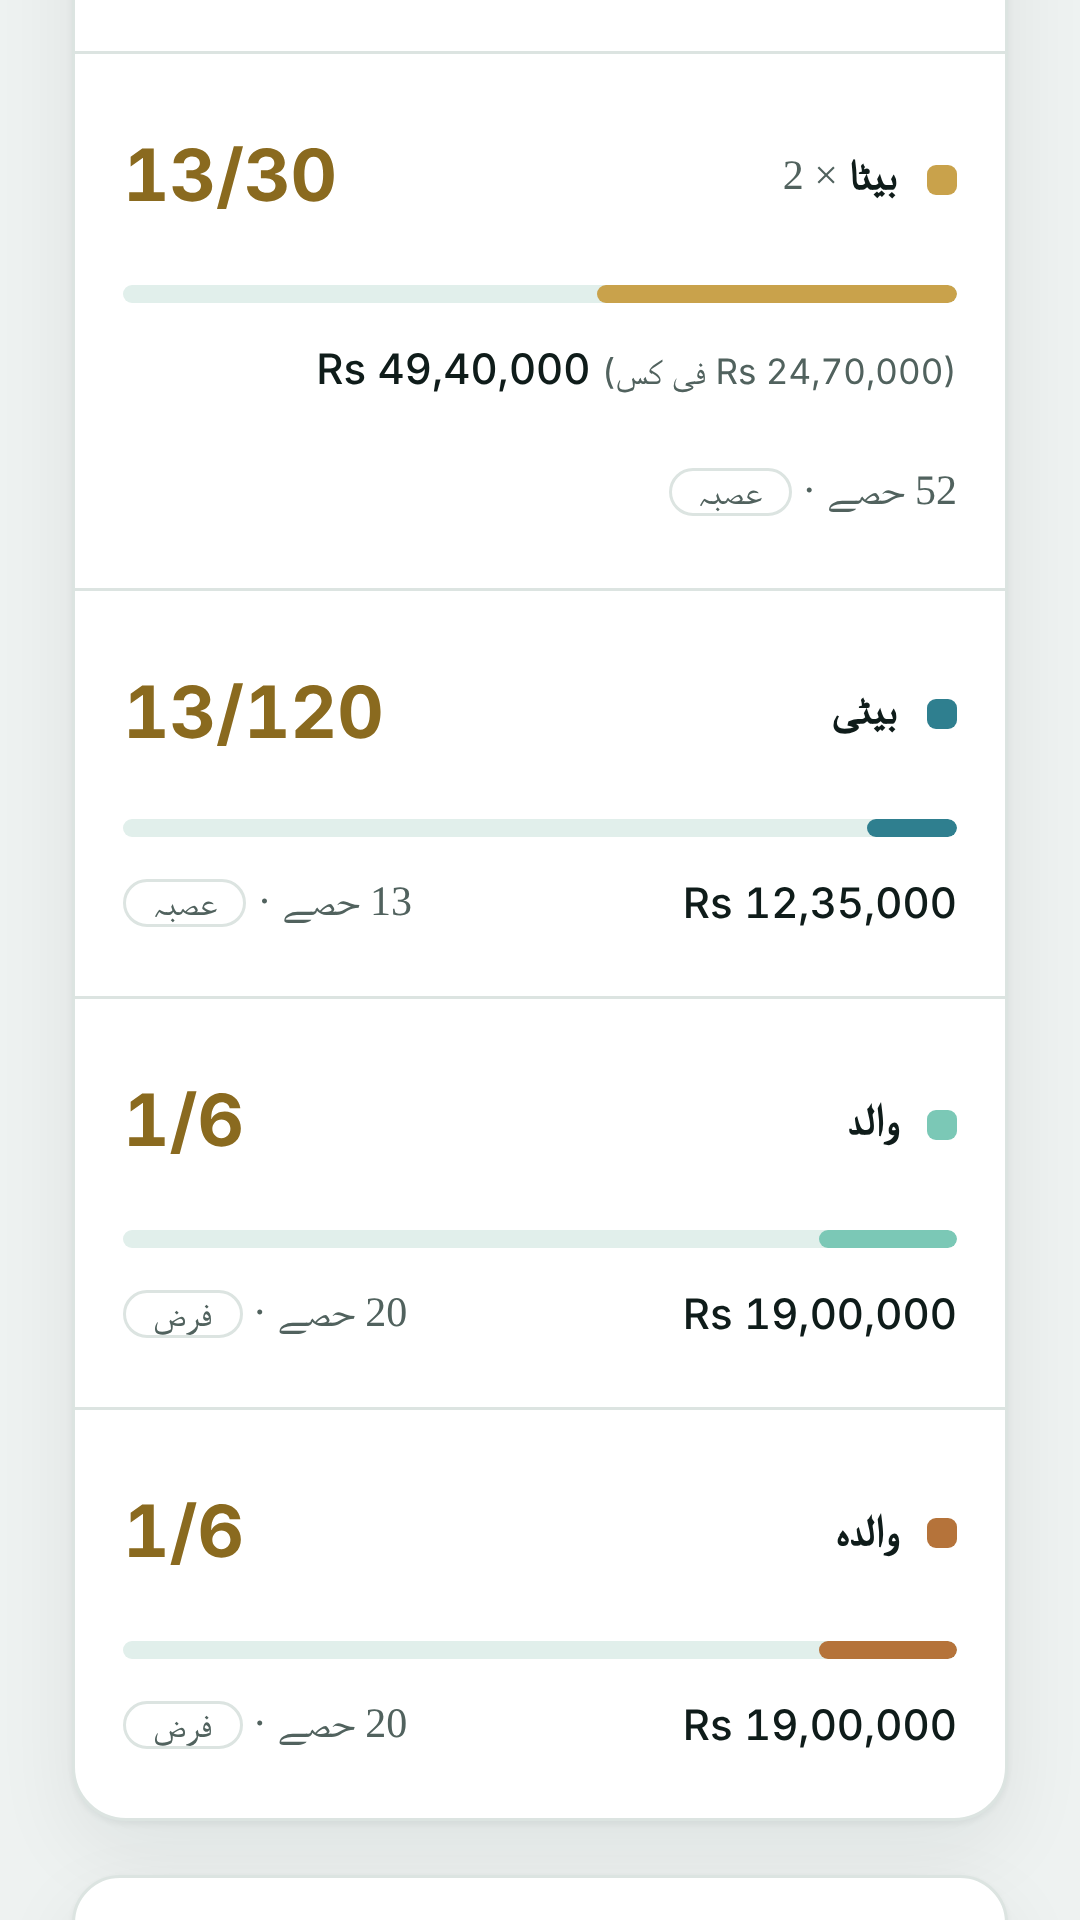 بیٹا × 2
13/30
Rs 49,40,000 (Rs 24,70,000 فی کس)
52 حصے · عصبہ
بیٹی
13/120
Rs 12,35,000
13 حصے · عصبہ
والد
1/6
Rs 19,00,000
20 حصے · فرض
والدہ
1/6
Rs 19,00,000
20 حصے · فرض